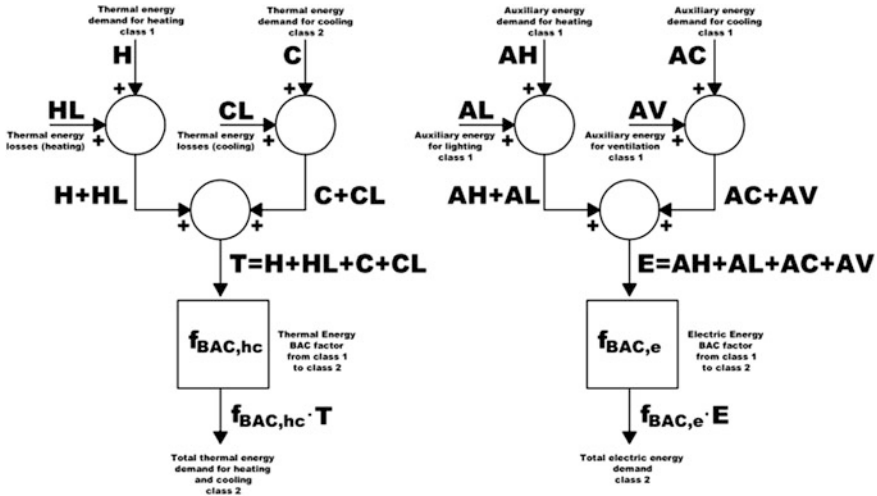 Thermal energy
demand for heating
class 1
Thermal energy
demand for cooling
class 2
Auxiliary energy
demand for heating
class 1
Auxiliary energy
demand for cooling
class 1
H
C
AH
AC
+
+
+
+
HL
CL
AL
AV
+
+
+
+
Thermal energy
losses (heating)
Thermal energy
losses (cooling)
Auxiliary energy
for lighting
class 1
Auxiliary energy
for ventilation
class 1
H+HL
C+CL
AH+AL
AC+AV
+
+
+
+
T=H+HL+C+CL
E=AH+AL+AC+AV
fBAC,hc
Thermal Energy
BAC factor
from class 1
to class 2
fBAC,e
Electric Energy
BAC factor
from class 1
to class 2
fBAC,hc· T
fBAC,e· E
Total thermal energy
demand for heating
and cooling
class 2
Total electric energy
demand
class 2